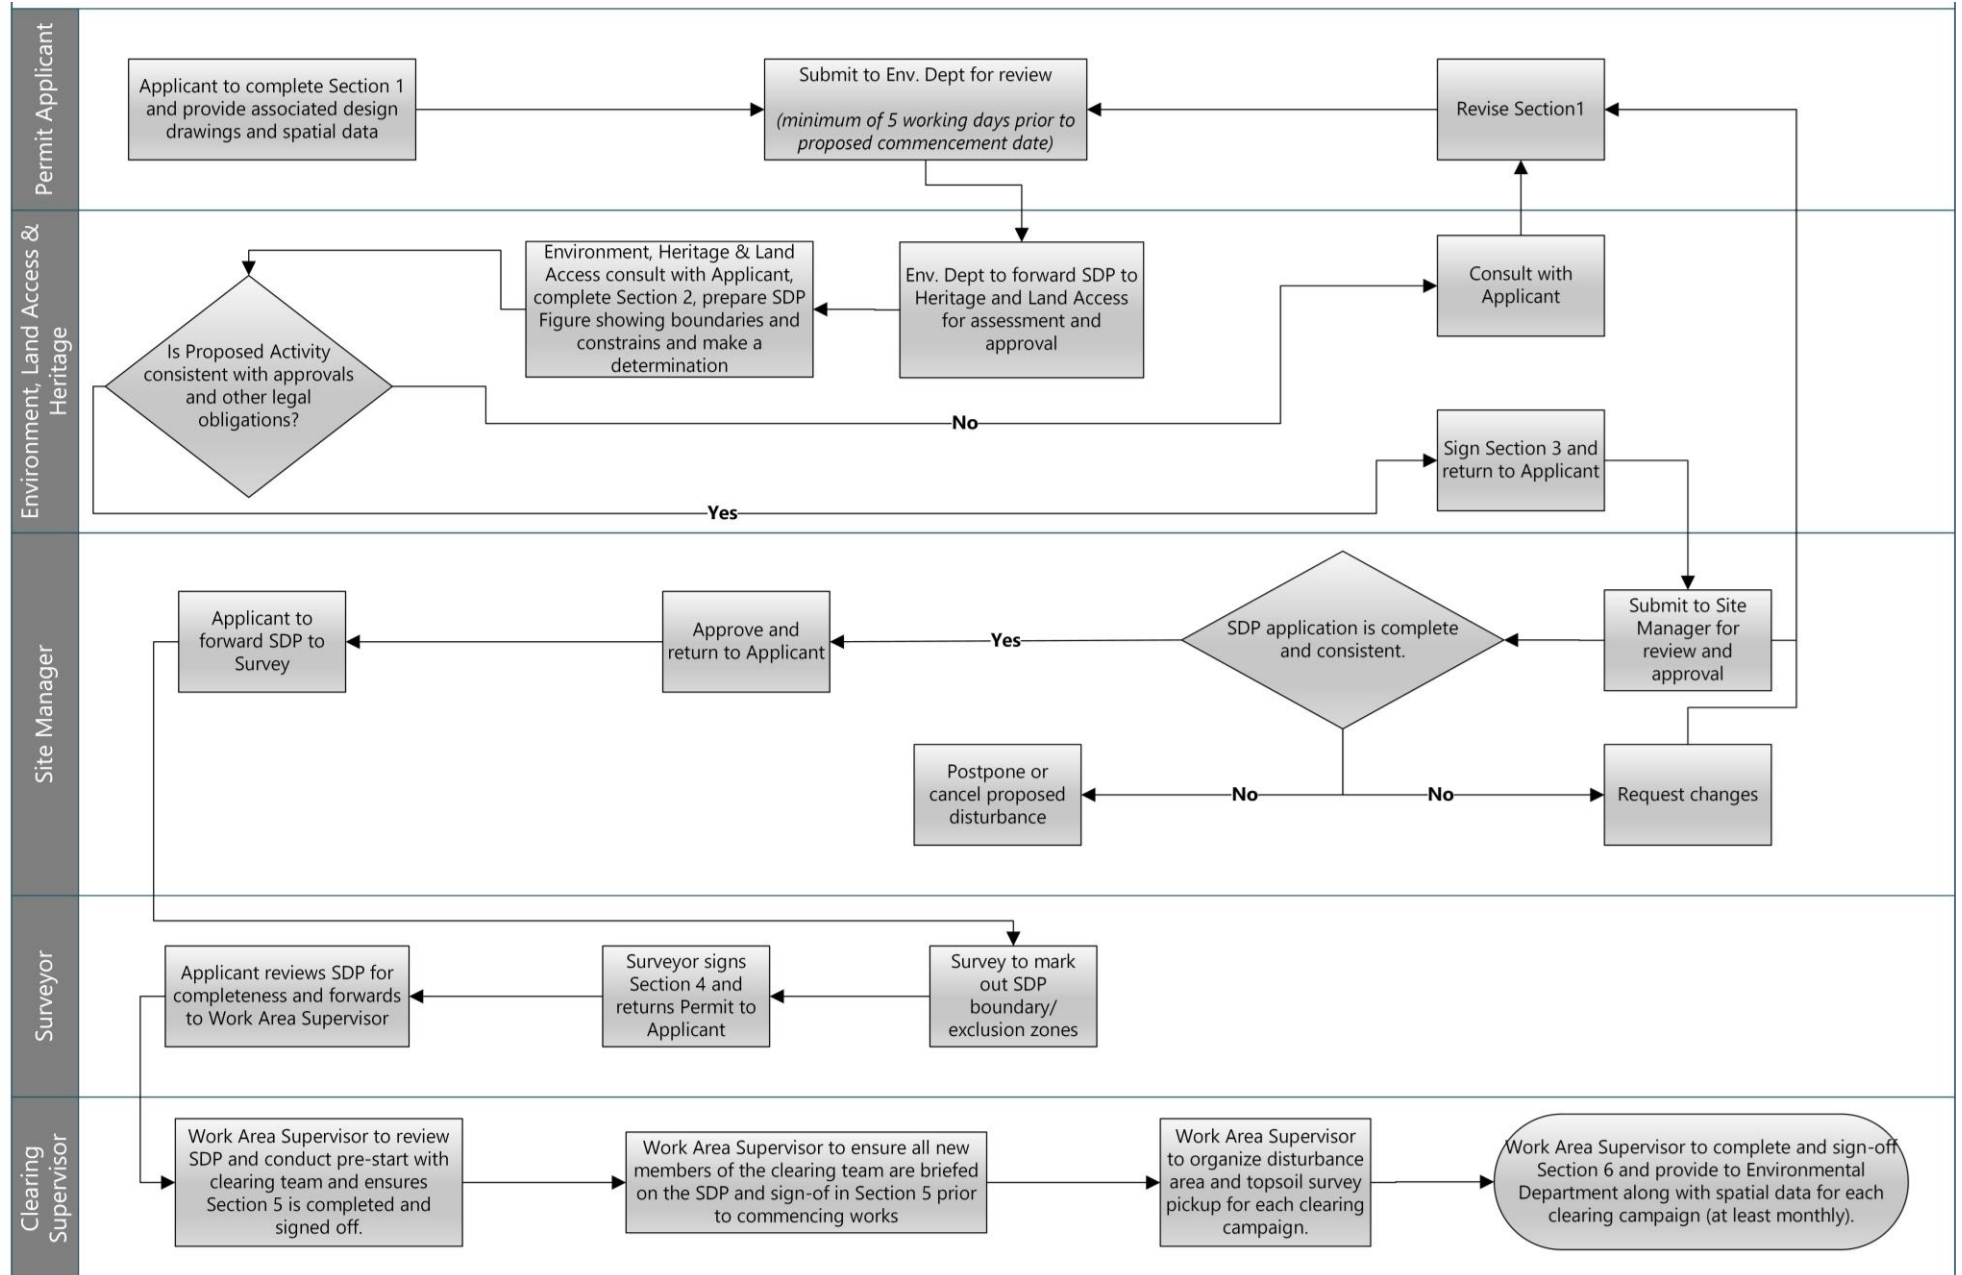 Permit Applicant
Applicant to complete Section 1
and provide associated design
drawings and spatial data
Submit to Env. Dept for review
(minimum of 5 working days prior to
proposed commencement date)
Revise Section1
Environment, Land Access &
Heritage
Is Proposed Activity
consistent with approvals
and other legal
obligations?
Environment, Heritage & Land
Access consult with Applicant,
complete Section 2, prepare SDP
Figure showing boundaries and
constrains and make a
determination
Env. Dept to forward SDP to
Heritage and Land Access
for assessment and
approval
Consult with
Applicant
No
Sign Section 3 and
return to Applicant
Yes
Site Manager
Applicant to
forward SDP to
Survey
Approve and
return to Applicant
Yes
SDP application is complete
and consistent.
Submit to Site
Manager for
review and
approval
Postpone or
cancel proposed
disturbance
No
No
Request changes
Surveyor
Applicant reviews SDP for
completeness and forwards
to Work Area Supervisor
Surveyor signs
Section 4 and
returns Permit to
Applicant
Survey to mark
out SDP
boundary/
exclusion zones
Clearing
Supervisor
Work Area Supervisor to review
SDP and conduct pre-start with
clearing team and ensures
Section 5 is completed and
signed off.
Work Area Supervisor to ensure all new
members of the clearing team are briefed
on the SDP and sign-of in Section 5 prior
to commencing works
Work Area Supervisor
to organize disturbance
area and topsoil survey
pickup for each clearing
campaign.
Work Area Supervisor to complete and sign-off
Section 6 and provide to Environmental
Department along with spatial data for each
clearing campaign (at least monthly).